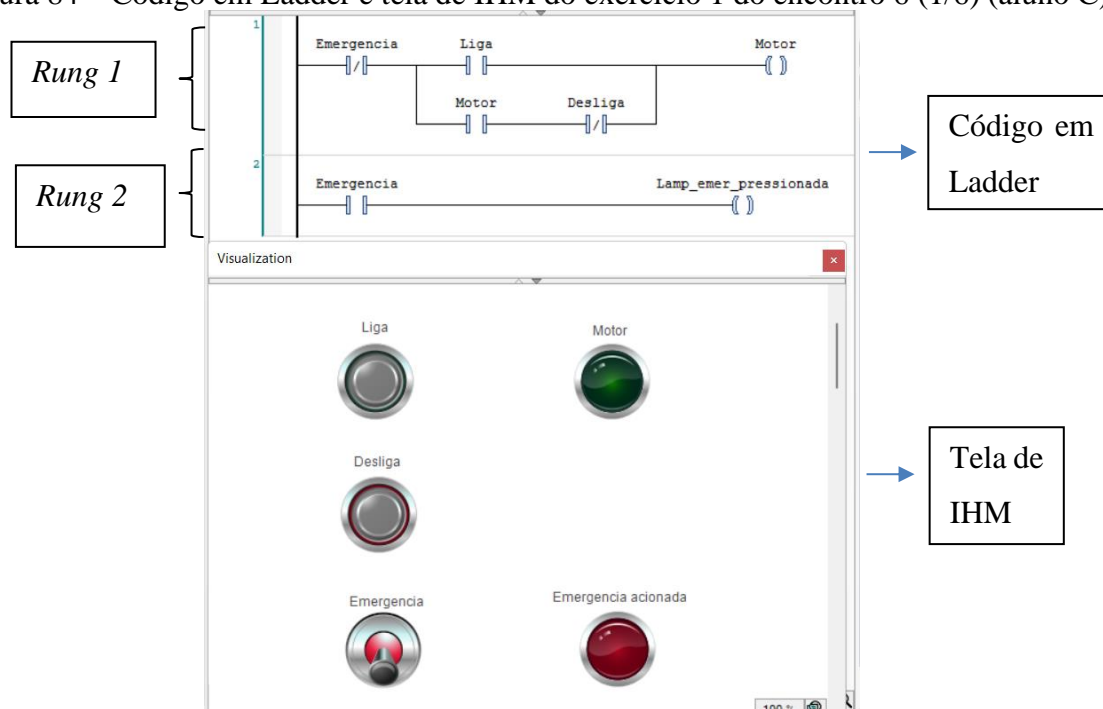 ura 84 – Código em Ladder e tela de IHM do exercício 1 do encontro 6 (1/6) (aluno C)
1
Emergencia Liga Motor
Motor Desliga
Rung 1
Código em
Ladder
2
Emergencia Lamp_emer_pressionada
Rung 2
Visualization
Liga Motor
Desliga
Tela de
IHM
Emergencia Emergencia acionada
100 %